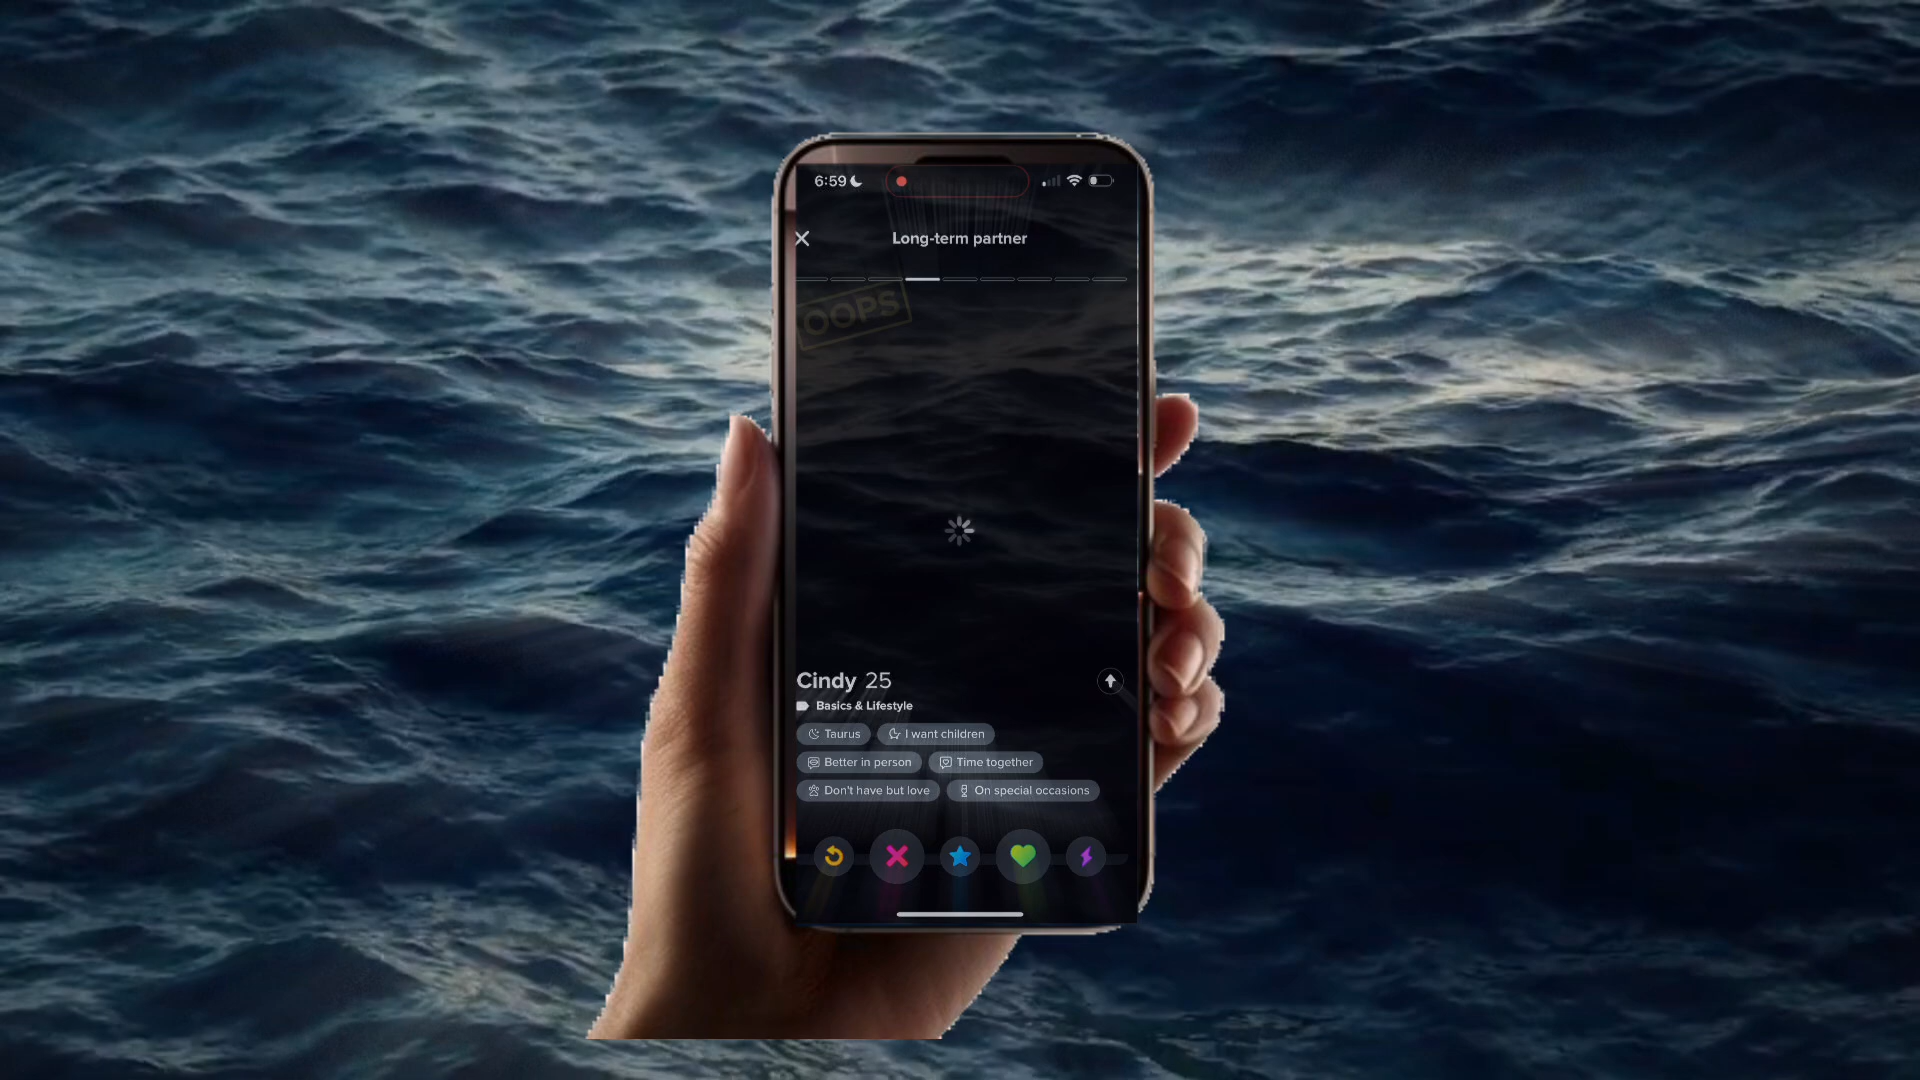 6:59
Long-term partner
OOPS
Cindy 25
Basics & Lifestyle
Taurus
I want children
Better in person
Time together
Don't have but love
On special occasions